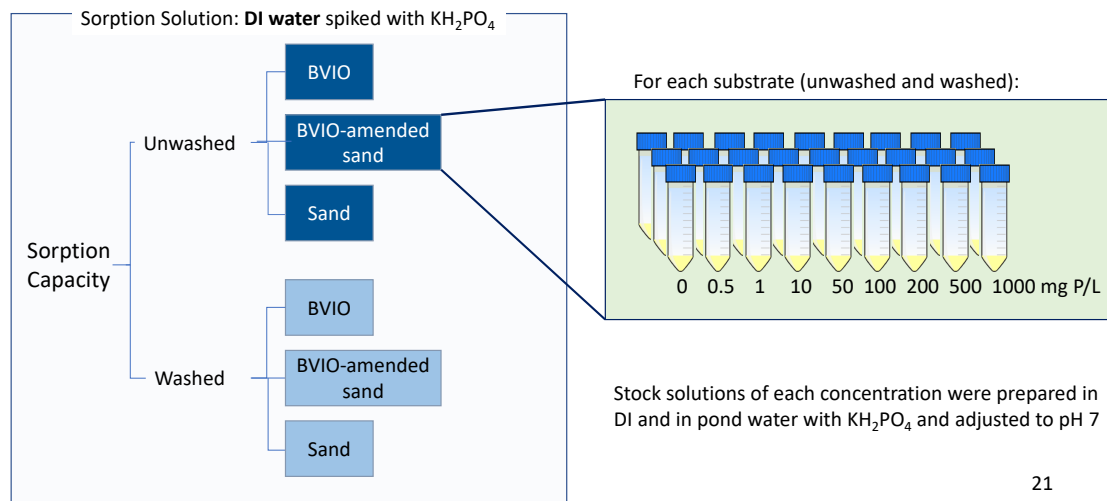 Sorption Solution: DI water spiked with KH₂PO₄
Sorption
Capacity
Unwashed
BVIO
BVIO-amended
sand
Sand
Washed
BVIO
BVIO-amended
sand
Sand
For each substrate (unwashed and washed):
0 0.5 1 10 50 100 200 500 1000 mg P/L
Stock solutions of each concentration were prepared in
DI and in pond water with KH₂PO₄ and adjusted to pH 7
21